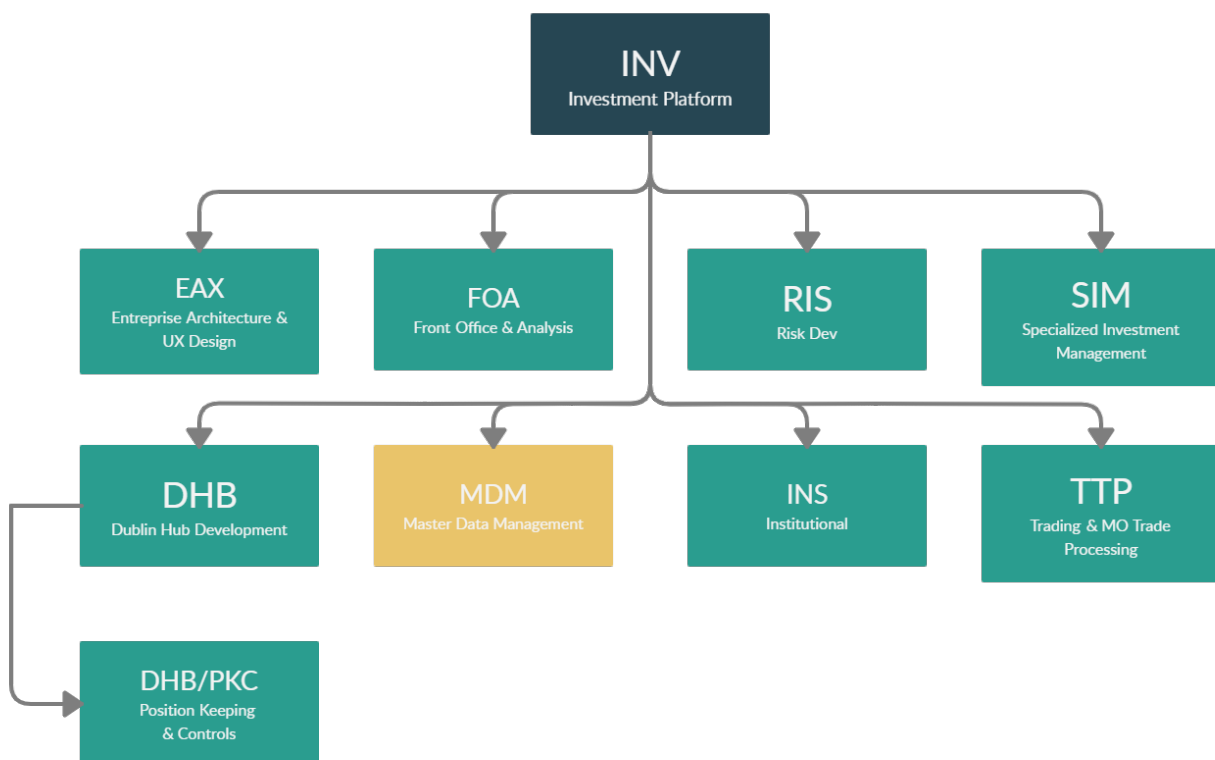 INV
Investment Platform
EAX
Entreprise Architecture &
UX Design
FOA
Front Office & Analysis
RIS
Risk Dev
SIM
Specialized Investment
Management
DHB
Dublin Hub Development
MDM
Master Data Management
INS
Institutional
TTP
Trading & MO Trade
Processing
DHB/PKC
Position Keeping
& Controls